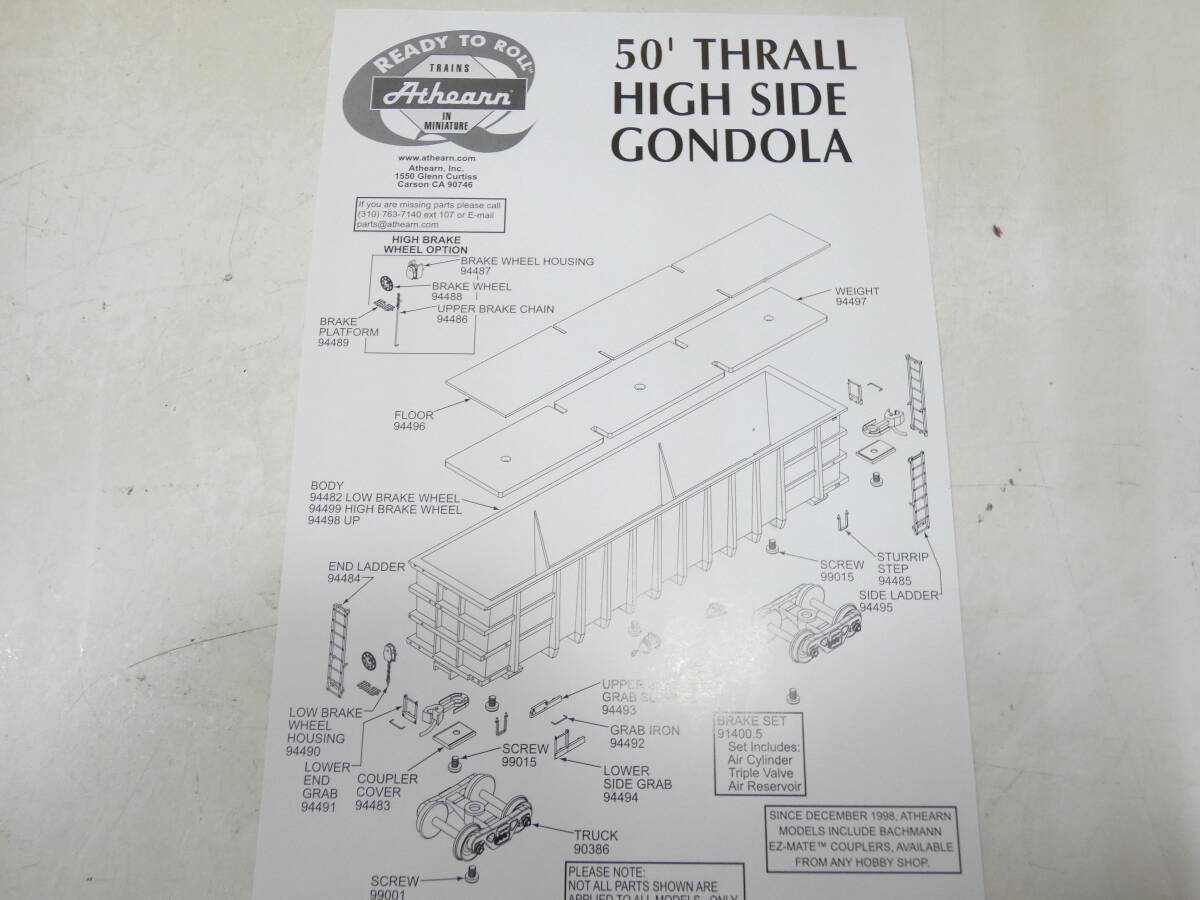 READY TO ROLL™
TRAINS
Athearn
IN
MINIATURE
www.athearn.com
Athearn, Inc.
1550 Glenn Curtiss
Carson CA 90746
50' THRALL
HIGH SIDE
GONDOLA
If you are missing parts please call
(310) 763-7140 ext 107 or E-mail
parts@athearn.com
HIGH BRAKE
WHEEL OPTION
BRAKE WHEEL HOUSING
94487
BRAKE WHEEL
94488
UPPER BRAKE CHAIN
94486
BRAKE
PLATFORM
94489
WEIGHT
94497
FLOOR
94496
BODY
94482 LOW BRAKE WHEEL
94499 HIGH BRAKE WHEEL
94498 UP
END LADDER
94484
SCREW
99015
STURRIP
STEP
94485
SIDE LADDER
94495
LOW BRAKE
WHEEL
HOUSING
94490
LOWER
END
GRAB
94491
COUPLER
COVER
94483
SCREW
99015
UPPER
GRAB
94493
GRAB IRON
94492
LOWER
SIDE GRAB
94494
BRAKE SET
91400.5
Set Includes:
Air Cylinder
Triple Valve
Air Reservoir
TRUCK
90386
SCREW
99001
SINCE DECEMBER 1998, ATHEARN
MODELS INCLUDE BACHMANN
EZ-MATE™ COUPLERS, AVAILABLE
FROM ANY HOBBY SHOP.
PLEASE NOTE:
NOT ALL PARTS SHOWN ARE
APPLIED TO ALL MODELS. ONLY